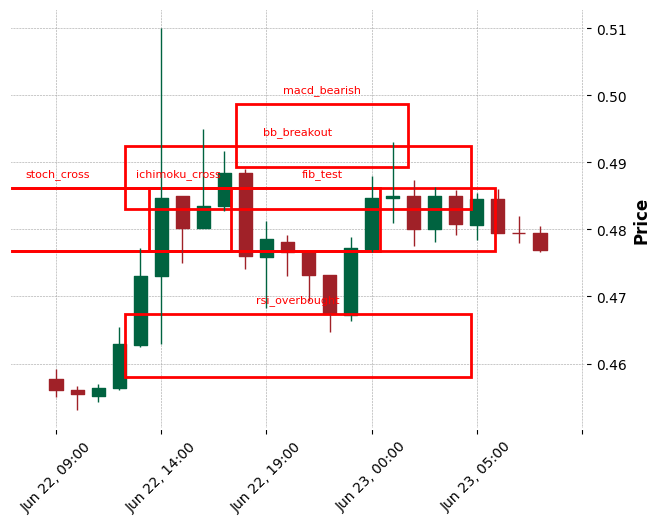 0.51
macd_bearish
0.50
bb_breakout
0.49
stoch_cross
ichimoku_cross
fib_test
0.48
Price
0.47
rsi_overbought
0.46
Jun 22, 09:00
Jun 22, 14:00
Jun 22, 19:00
Jun 23, 00:00
Jun 23, 05:00